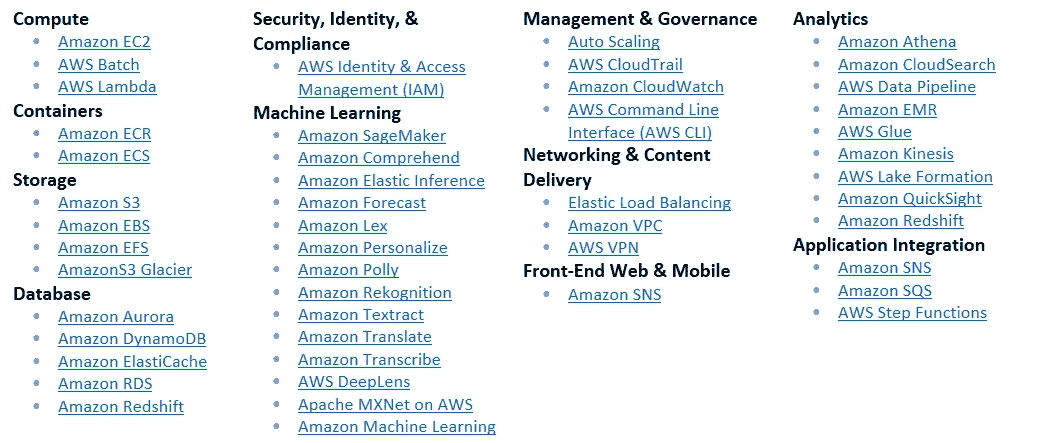 Compute
Amazon EC2
AWS Batch
AWS Lambda
Containers
Amazon ECR
Amazon ECS
Storage
Amazon S3
Amazon EBS
Amazon EFS
AmazonS3 Glacier
Database
Amazon Aurora
Amazon DynamoDB
Amazon ElastiCache
Amazon RDS
Amazon Redshift
Security, Identity, &
Compliance
AWS Identity & Access
Management (IAM)
Machine Learning
Amazon SageMaker
Amazon Comprehend
Amazon Elastic Inference
Amazon Forecast
Amazon Lex
Amazon Personalize
Amazon Polly
Amazon Rekognition
Amazon Textract
Amazon Translate
Amazon Transcribe
AWS DeepLens
Apache MXNet on AWS
Amazon Machine Learning
Management & Governance
Auto Scaling
AWS CloudTrail
Amazon CloudWatch
AWS Command Line
Interface (AWS CLI)
Networking & Content
Delivery
Elastic Load Balancing
Amazon VPC
AWS VPN
Front-End Web & Mobile
Amazon SNS
Analytics
Amazon Athena
Amazon CloudSearch
AWS Data Pipeline
Amazon EMR
AWS Glue
Amazon Kinesis
AWS Lake Formation
Amazon QuickSight
Amazon Redshift
Application Integration
Amazon SNS
Amazon SQS
AWS Step Functions